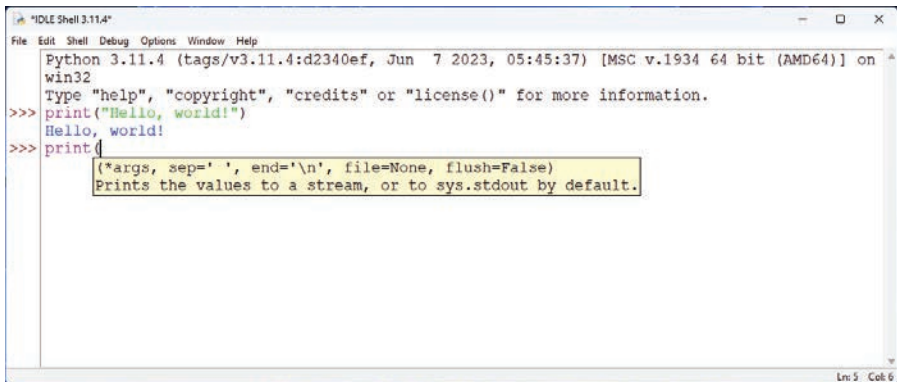 *IDLE Shell 3.11.4*
File Edit Shell Debug Options Window Help
Python 3.11.4 (tags/v3.11.4:d2340ef, Jun  7 2023, 05:45:37) [MSC v.1934 64 bit (AMD64)] on
win32
Type "help", "copyright", "credits" or "license()" for more information.
>>> print("Hello, world!")
Hello, world!
>>> print(
(*args, sep=' ', end='\n', file=None, flush=False)
Prints the values to a stream, or to sys.stdout by default.
Ln: 5 Col: 6